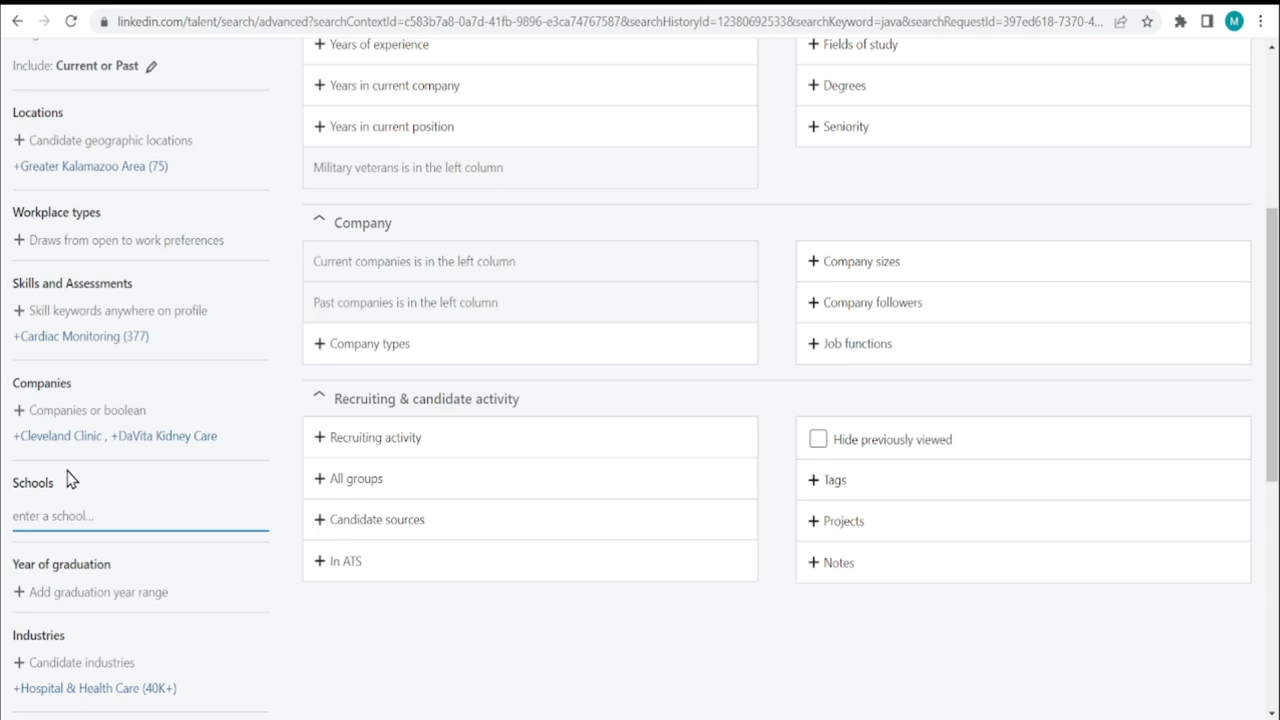 linkedin.com/talent/search/advanced?searchContextId=c583b7a8-0a7d-41fb-9896-e3ca74767587&searchHistoryId=12380692533&searchKeyword=java&searchRequestId=397ed618-7370-4...
M
Include: Current or Past
Locations
+ Candidate geographic locations
+Greater Kalamazoo Area (75)
Workplace types
+ Draws from open to work preferences
Skills and Assessments
+ Skill keywords anywhere on profile
+Cardiac Monitoring (377)
Companies
+ Companies or boolean
+Cleveland Clinic , +DaVita Kidney Care
Schools
enter a school...
Year of graduation
+ Add graduation year range
Industries
+ Candidate industries
+Hospital & Health Care (40K+)
+ Years of experience
+ Years in current company
+ Years in current position
Military veterans is in the left column
+ Fields of study
+ Degrees
+ Seniority
Company
Current companies is in the left column
Past companies is in the left column
+ Company types
+ Company sizes
+ Company followers
+ Job functions
Recruiting & candidate activity
+ Recruiting activity
+ All groups
+ Candidate sources
+ In ATS
Hide previously viewed
+ Tags
+ Projects
+ Notes